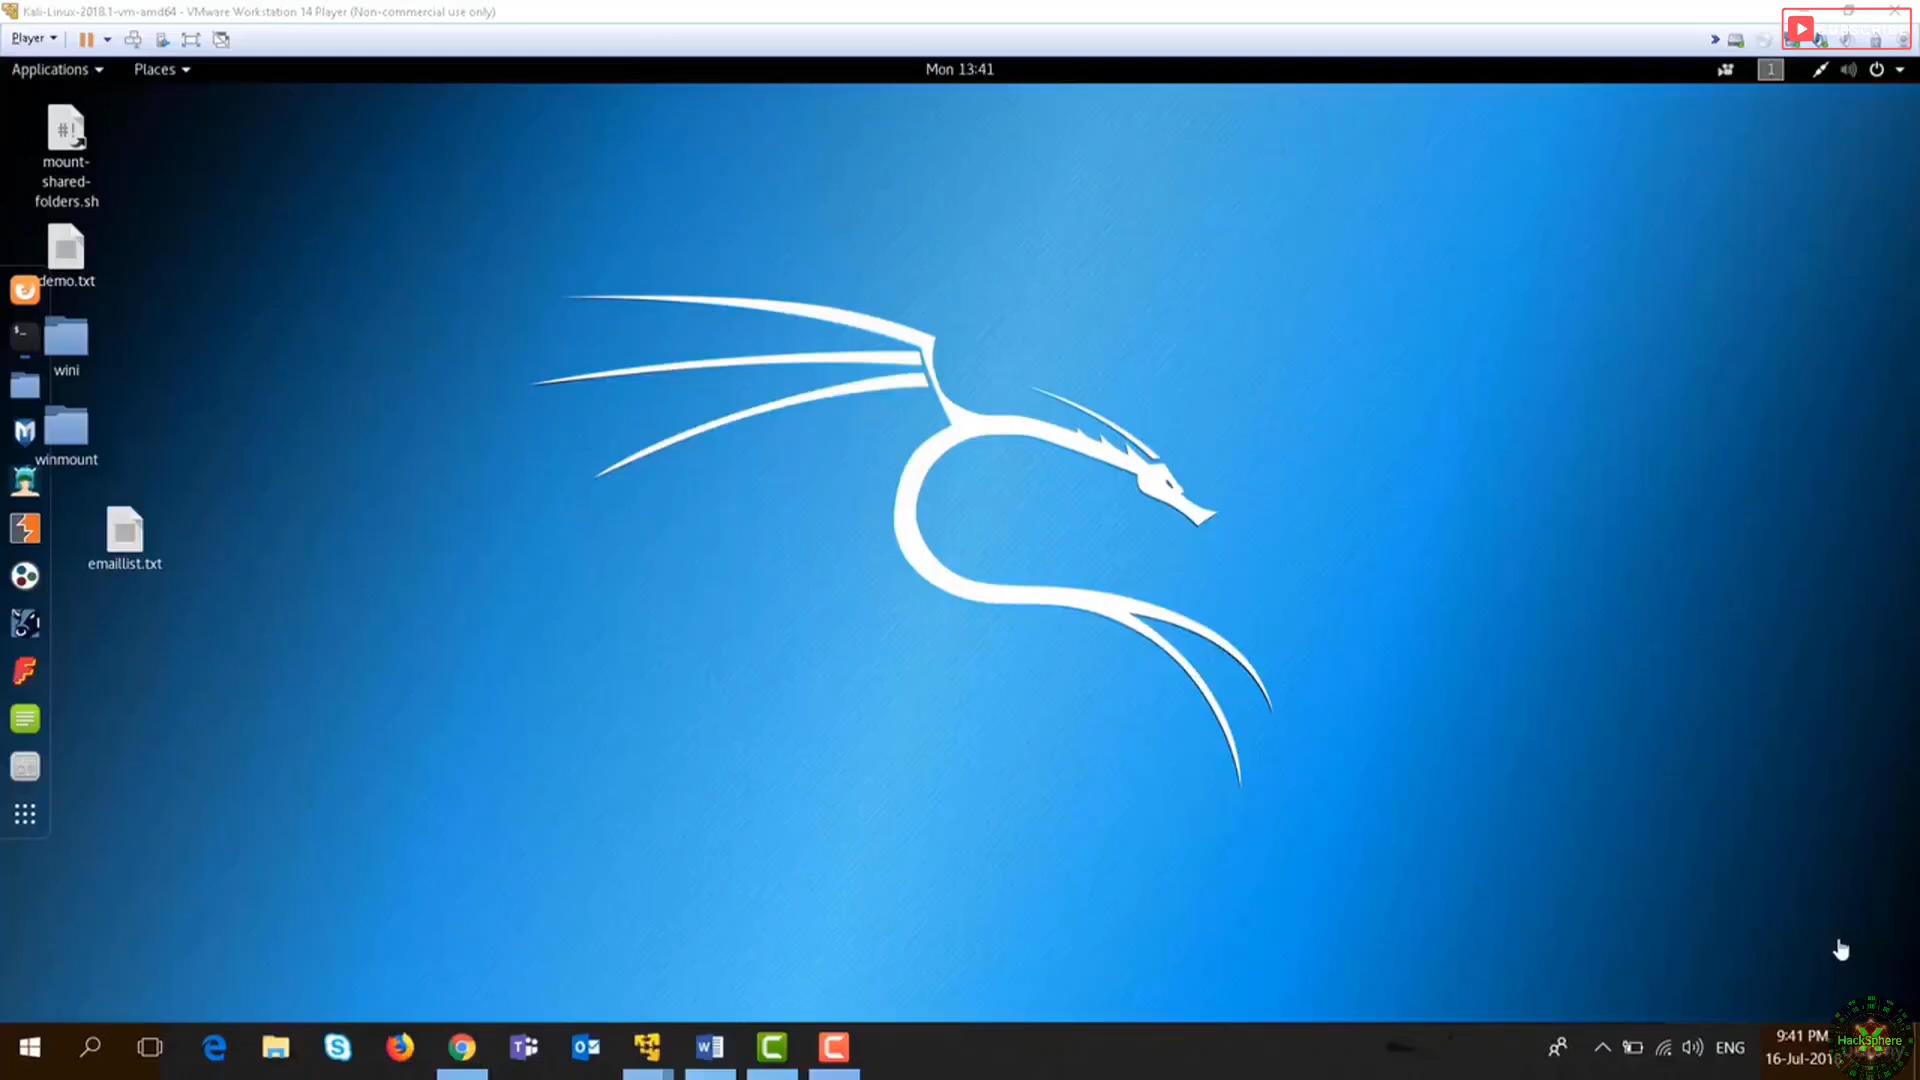 Kali-Linux-2018.1-vm-amd64 - VMware Workstation 14 Player (Non-commercial use only)
Player
SUBSCRIBE
Applications
Places
Mon 13:41
1
#!
mount-
shared-
folders.sh
demo.txt
$_
wini
winmount
emaillist.txt
ENG
9:41 PM
16-Jul-201
HackSphere